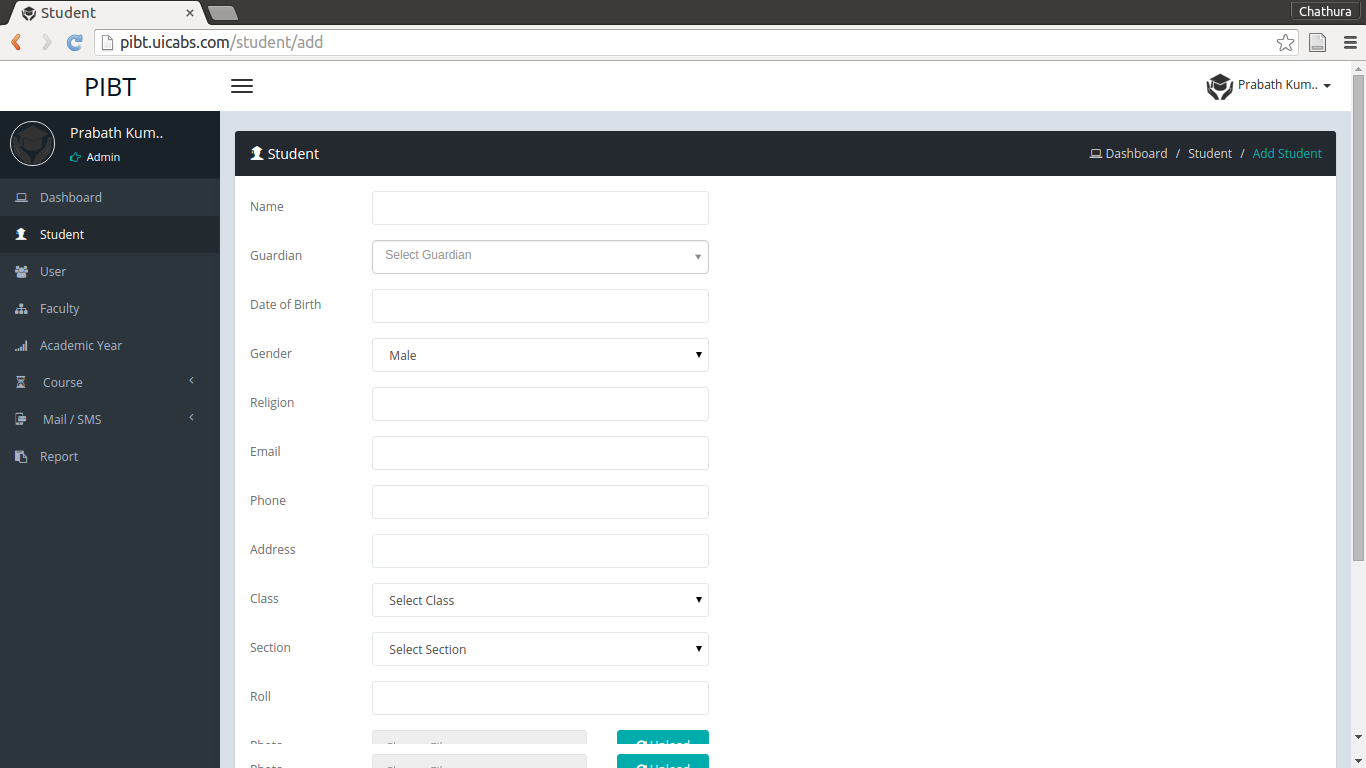 Student
Chathura
pibt.uicabs.com/student/add
PIBT
Prabath Kum..
Prabath Kum..
Admin
Student
Dashboard / Student / Add Student
Dashboard
Student
User
Faculty
Academic Year
Course
Mail / SMS
Report
Name
Guardian Select Guardian
Date of Birth
Gender Male
Religion
Email
Phone
Address
Class Select Class
Section Select Section
Roll
Photo Upload
Photo Upload